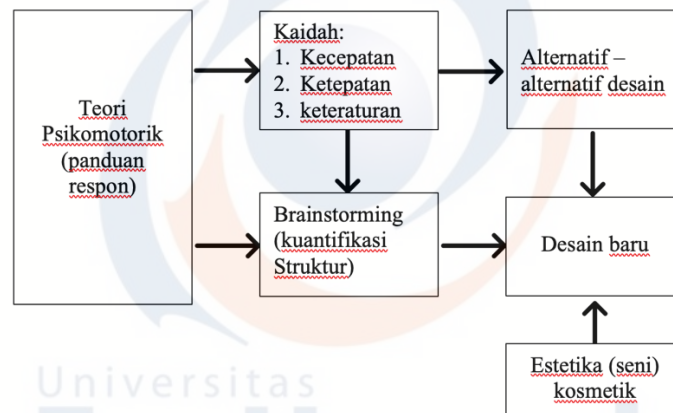 Teori
Psikomotorik
(panduan
respon)
Kaidah:
1. Kecepatan
2. Ketepatan
3. keteraturan
Alternatif –
alternatif desain
Brainstorming
(kuantifikasi
Struktur)
Desain baru
Estetika (seni)
kosmetik
Universitas